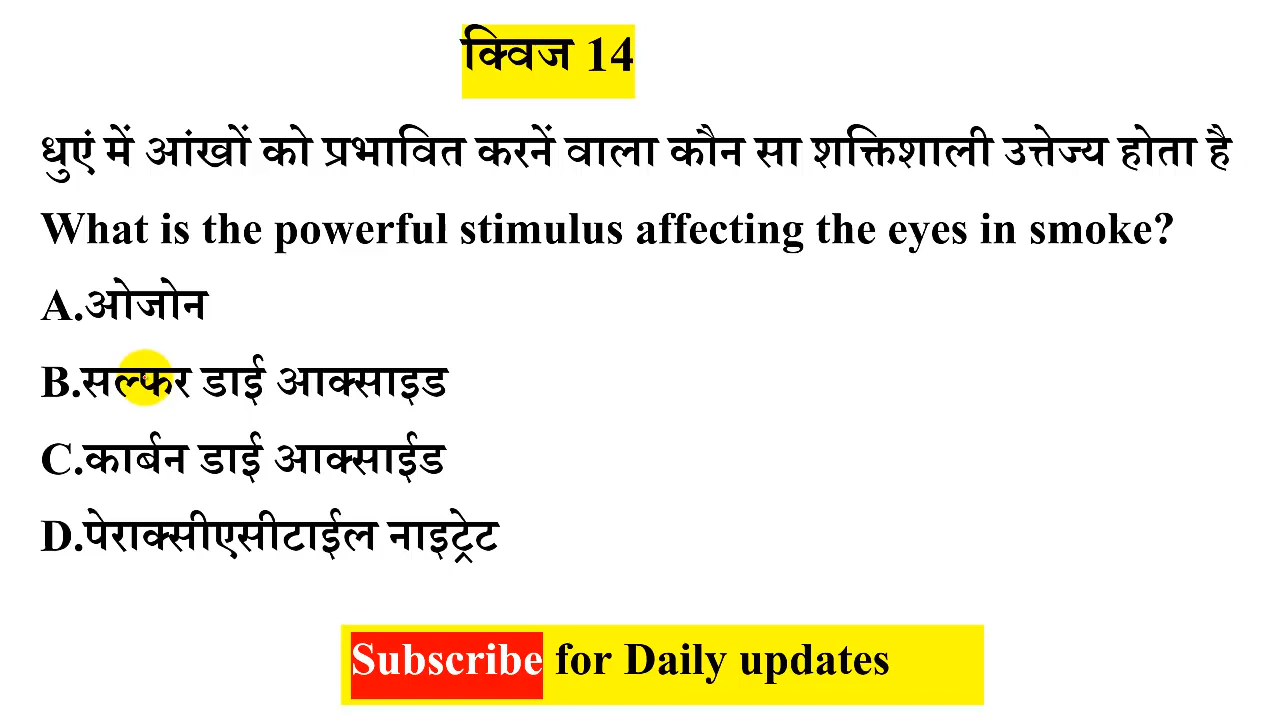 क्विज 14
धुएं में आंखों को प्रभावित करनें वाला कौन सा शक्तिशाली उत्तेज्य होता है
What is the powerful stimulus affecting the eyes in smoke?
A.ओजोन
B.सल्फर डाई आक्साइड
C.कार्बन डाई आक्साईड
D.पेराक्सीएसीटाईल नाइट्रेट
Subscribe for Daily updates